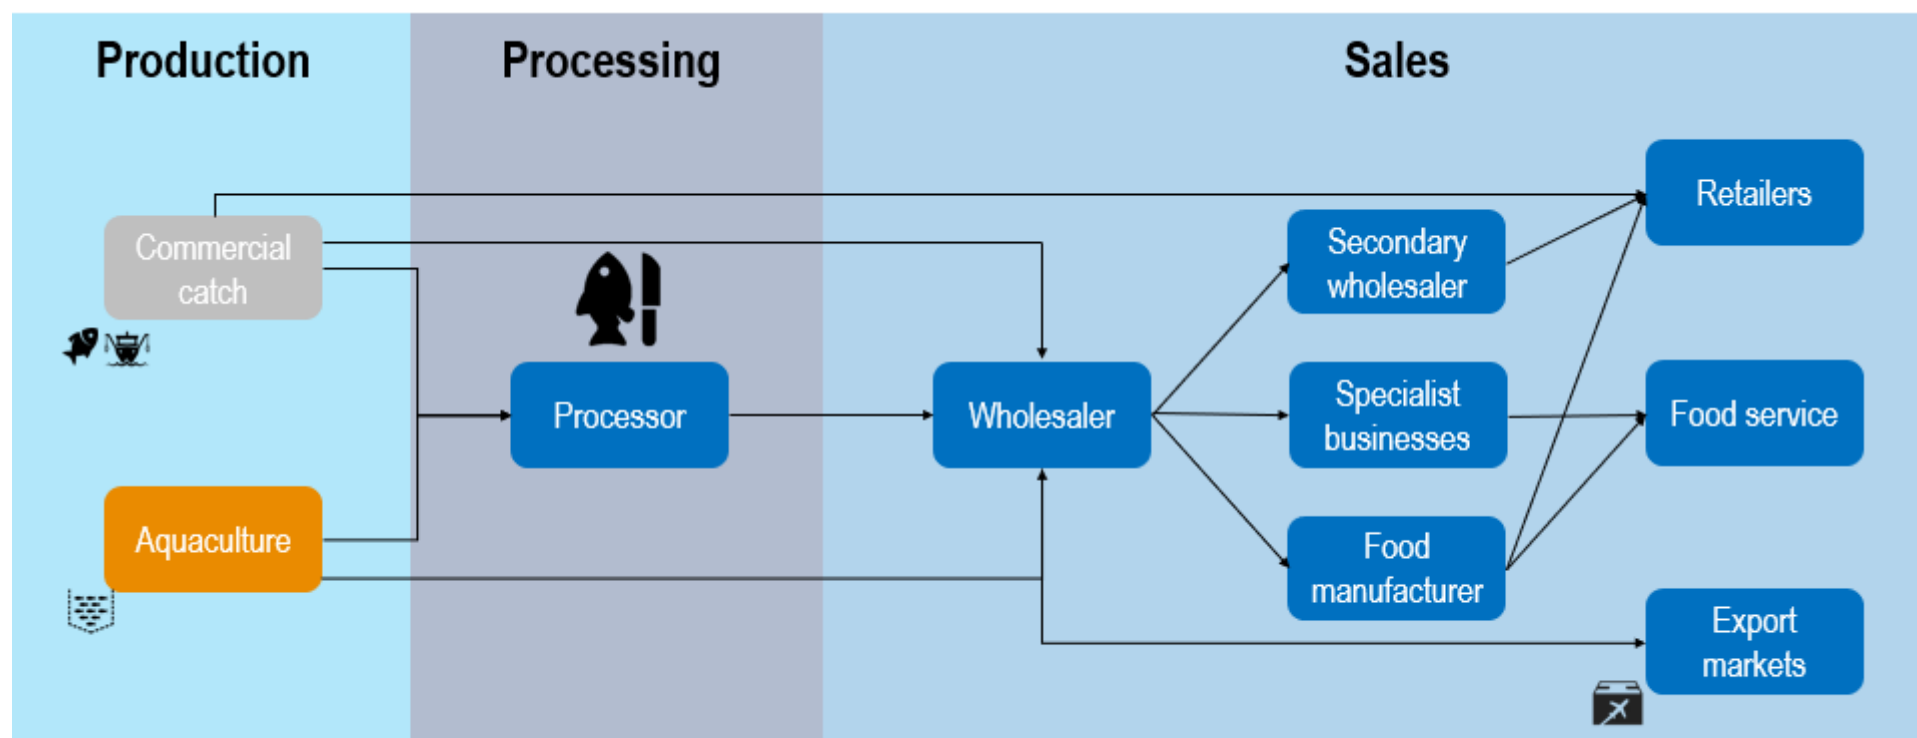 Production
Processing
Sales
Commercial
catch
Aquaculture
Processor
Wholesaler
Secondary
wholesaler
Specialist
businesses
Food
manufacturer
Retailers
Food service
Export
markets